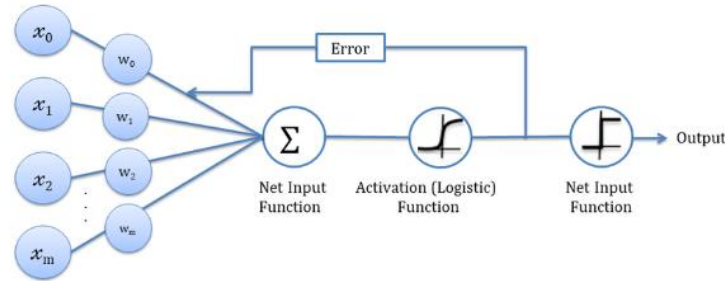 x₀
w₀
Error
x₁
w₁
x₂
w₂
Σ
Output
Net Input
Function
Activation (Logistic)
Function
Net Input
Function
xₘ
wₘ